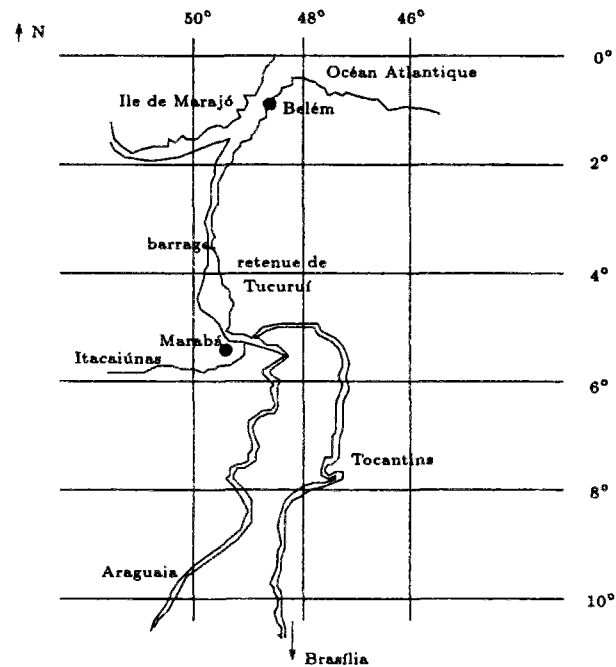 50° 48° 46°
N
0°
Océan Atlantique
Ile de Marajó
Belém
2°
barrage
retenue de
4°
Tucuruí
Marabá
Itacaiúnas
6°
Tocantins
8°
Araguaia
10°
Brasília